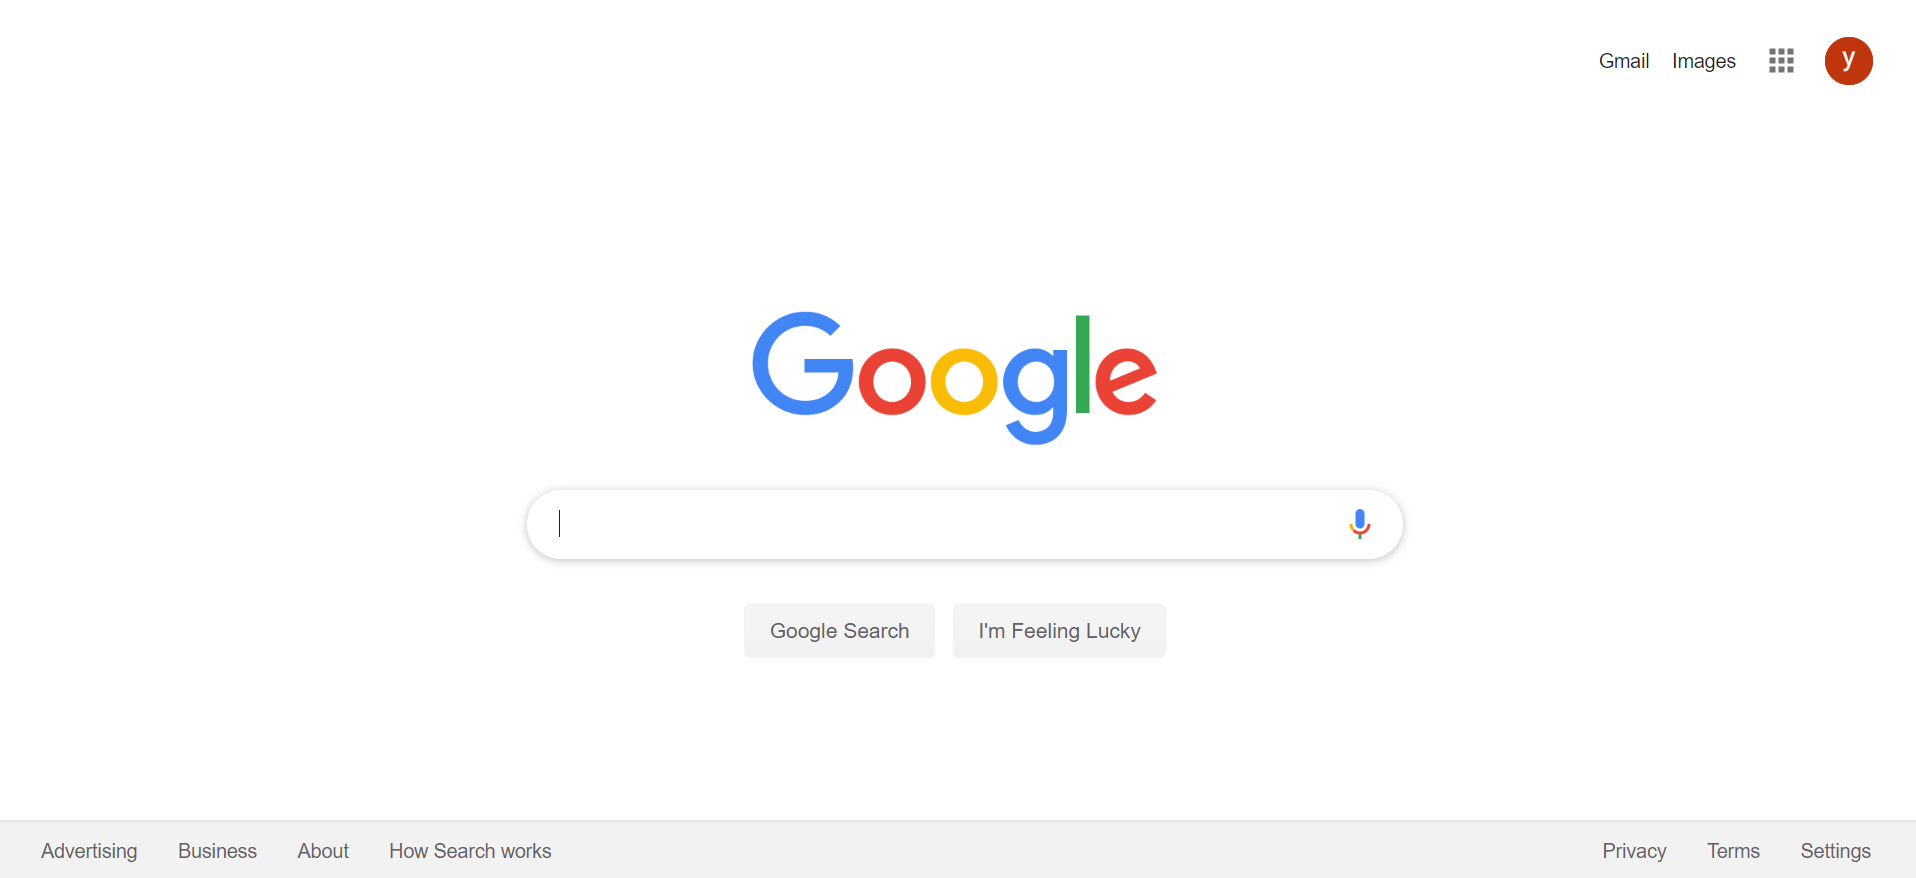 Gmail Images
y
Google
Google Search I'm Feeling Lucky
Advertising Business About How Search works Privacy Terms Settings